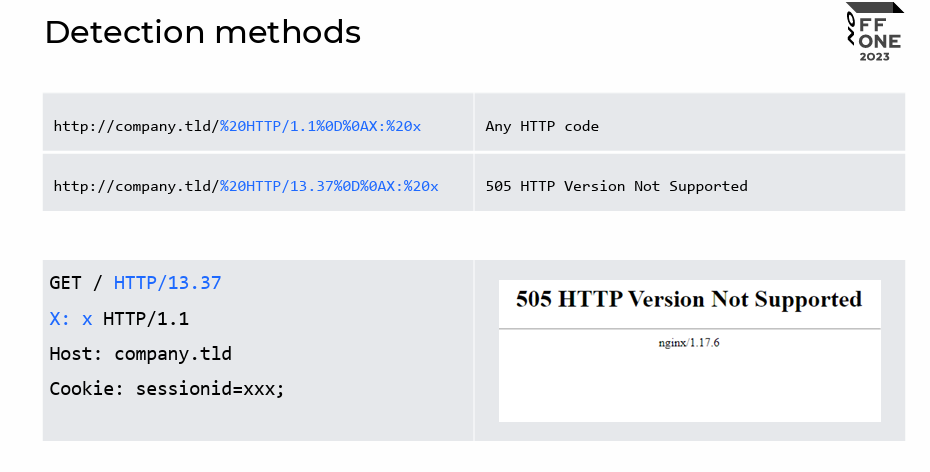 Detection methods
OFF
ONE
2023
http://company.tld/%20HTTP/1.1%0D%0AX:%20x
Any HTTP code
http://company.tld/%20HTTP/13.37%0D%0AX:%20x
505 HTTP Version Not Supported
GET / HTTP/13.37
X: x HTTP/1.1
Host: company.tld
Cookie: sessionid=xxx;
505 HTTP Version Not Supported
nginx/1.17.6